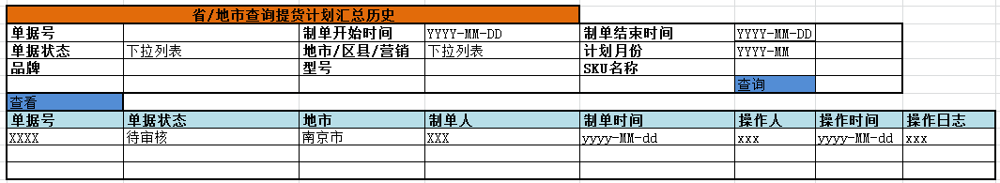 省/地市查询提货计划汇总历史
单据号 制单开始时间 YYYY-MM-DD 制单结束时间 YYYY-MM-DD
单据状态 下拉列表 地市/区县/营销 下拉列表 计划月份 YYYY-MM
品牌 型号 SKU名称
查询
查看
单据号 单据状态 地市 制单人 制单时间 操作人 操作时间 操作日志
XXXX 待审核 南京市 XXX yyyy-MM-dd xxx yyyy-MM-dd xxx